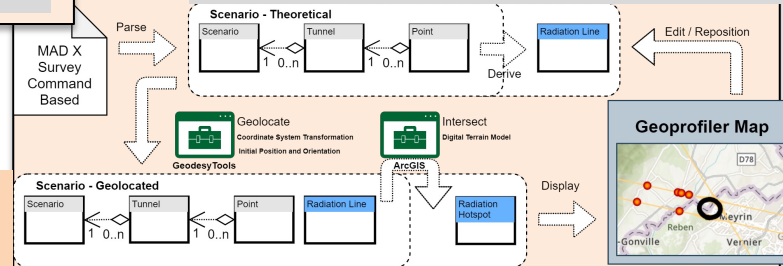 MAD X
Survey
Command
Based
Parse
Scenario - Theoretical
Scenario
1 0..n
Tunnel
1 0..n
Point
Derive
Radiation Line
Edit / Reposition
Geolocate
Coordinate System Transformation
Initial Position and Orientation
GeodesyTools
Intersect
Digital Terrain Model
ArcGIS
Scenario - Geolocated
Scenario
1 0..n
Tunnel
1 0..n
Point
Radiation Line
Radiation
Hotspot
Display
Geoprofiler Map
D78
Meyrin
Reben
-Gonville
Vernier